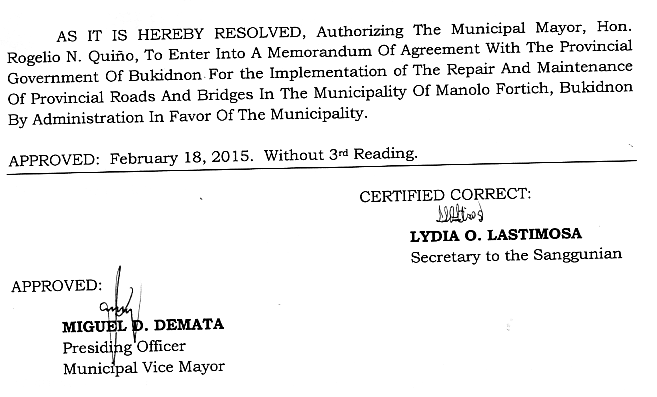 AS IT IS HEREBY RESOLVED, Authorizing The Municipal Mayor, Hon.
Rogelio N. Quiño, To Enter Into A Memorandum Of Agreement With The Provincial
Government Of Bukidnon For the Implementation of The Repair And Maintenance
Of Provincial Roads And Bridges In The Municipality Of Manolo Fortich, Bukidnon
By Administration In Favor Of The Municipality.
APPROVED: February 18, 2015. Without 3rd Reading.
CERTIFIED CORRECT:
LYDIA O. LASTIMOSA
Secretary to the Sanggunian
APPROVED:
MIGUEL D. DEMATA
Presiding Officer
Municipal Vice Mayor